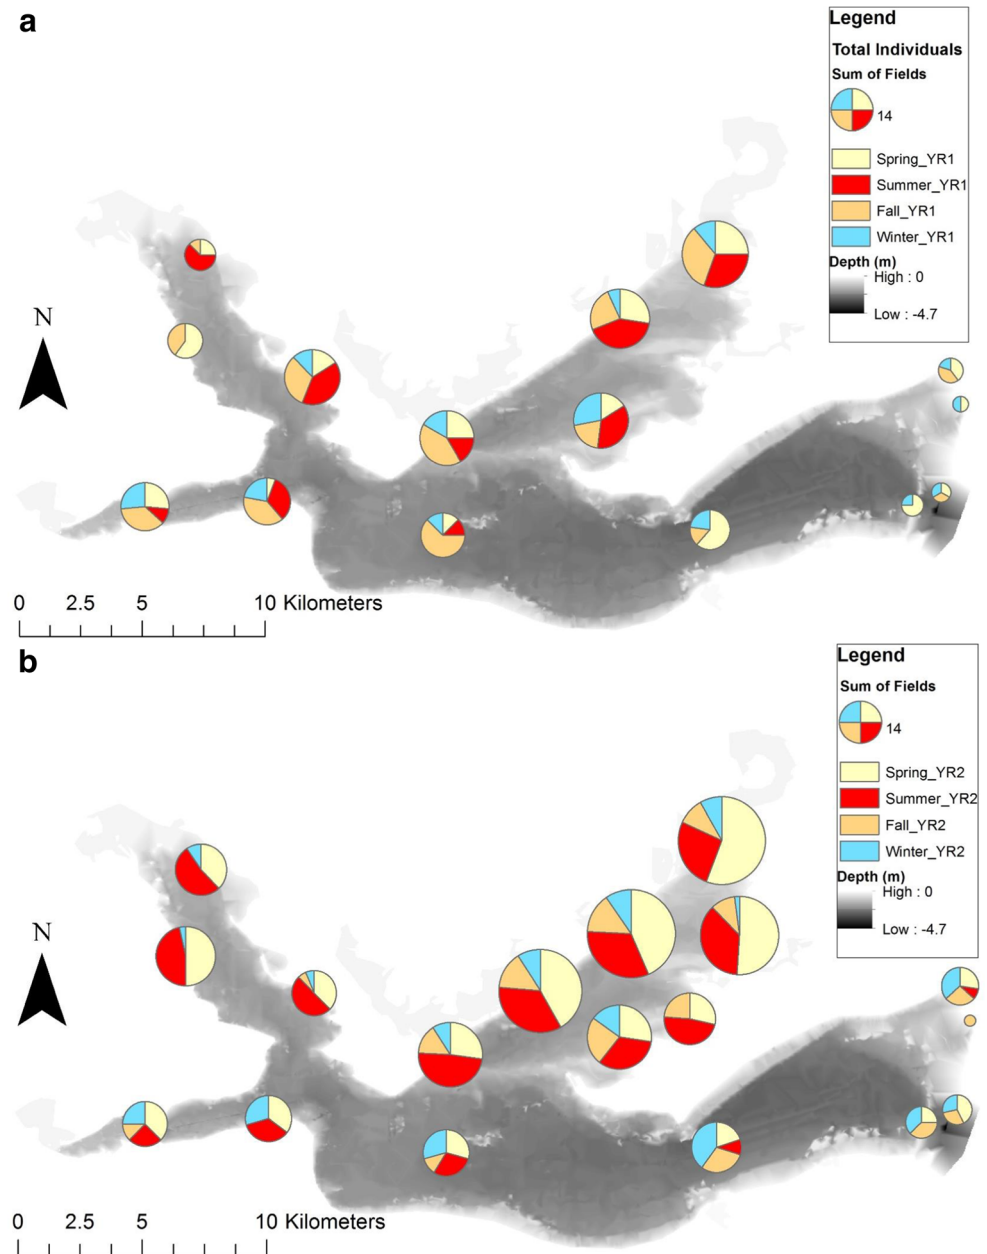 a
Legend
Total Individuals
Sum of Fields
14
Spring_YR1
Summer_YR1
Fall_YR1
Winter_YR1
Depth (m)
High : 0
Low : -4.7
N
0 2.5 5 10 Kilometers
b
Legend
Sum of Fields
14
Spring_YR2
Summer_YR2
Fall_YR2
Winter_YR2
Depth (m)
High : 0
Low : -4.7
N
0 2.5 5 10 Kilometers